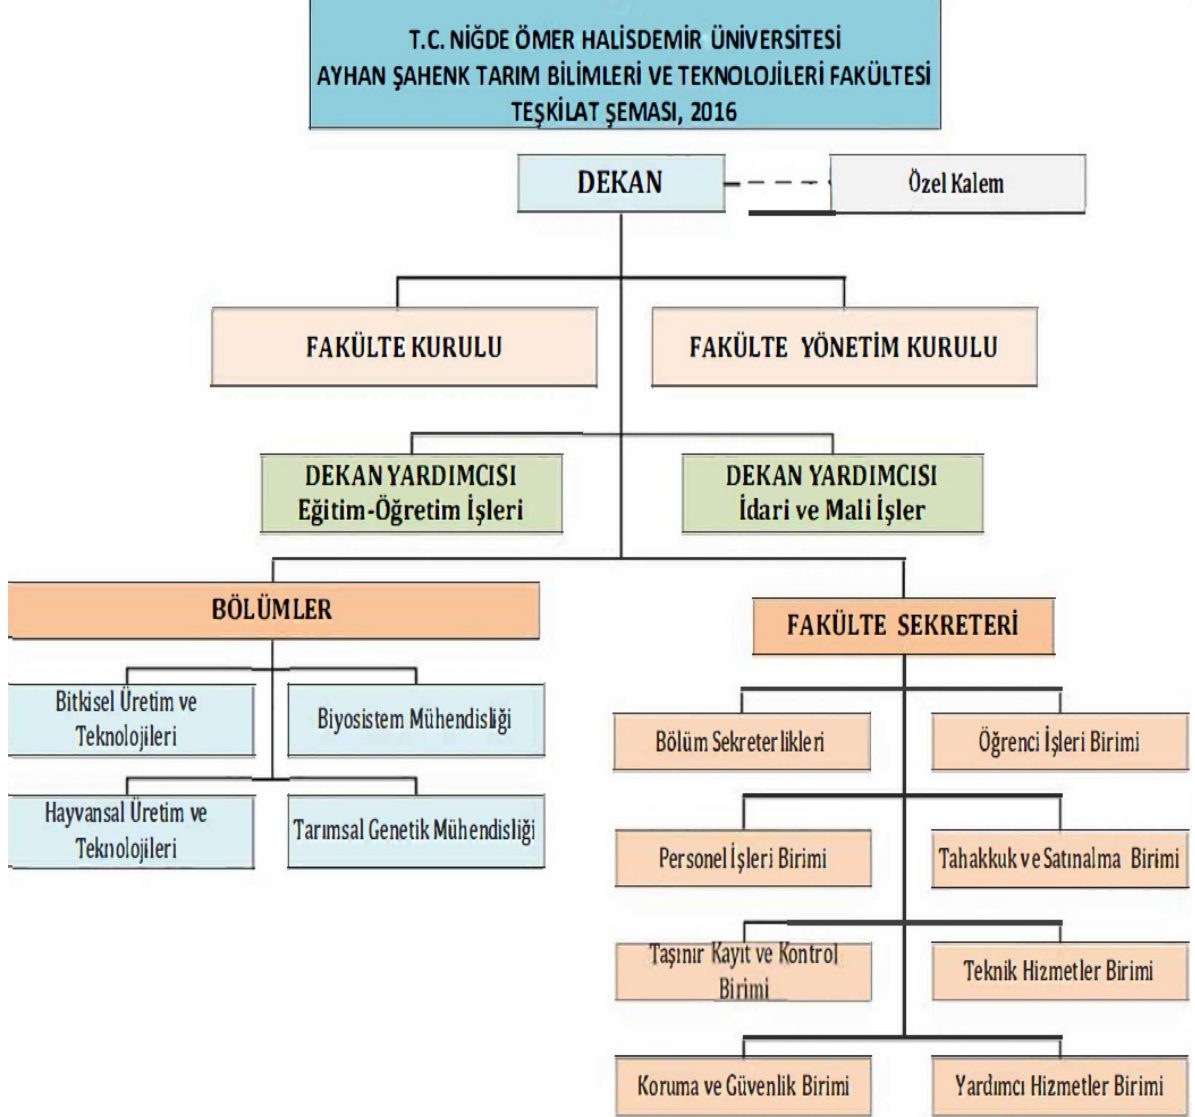 T.C. NİĞDE ÖMER HALİSDEMİR ÜNİVERSİTESİ
AYHAN ŞAHENK TARIM BİLİMLERİ VE TEKNOLOJİLERİ FAKÜLTESİ
TEŞKİLAT ŞEMASI, 2016
DEKAN
Özel Kalem
FAKÜLTE KURULU
FAKÜLTE YÖNETİM KURULU
DEKAN YARDIMCISI
Eğitim-Öğretim İşleri
DEKAN YARDIMCISI
İdari ve Mali İşler
BÖLÜMLER
FAKÜLTE SEKRETERİ
Bitkisel Üretim ve
Teknolojileri
Biyosistem Mühendisliği
Hayvansal Üretim ve
Teknolojileri
Tarımsal Genetik Mühendisliği
Bölüm Sekreterlikleri
Öğrenci İşleri Birimi
Personel İşleri Birimi
Tahakkuk ve Satınalma Birimi
Taşınır Kayıt ve Kontrol
Birimi
Teknik Hizmetler Birimi
Koruma ve Güvenlik Birimi
Yardımcı Hizmetler Birimi